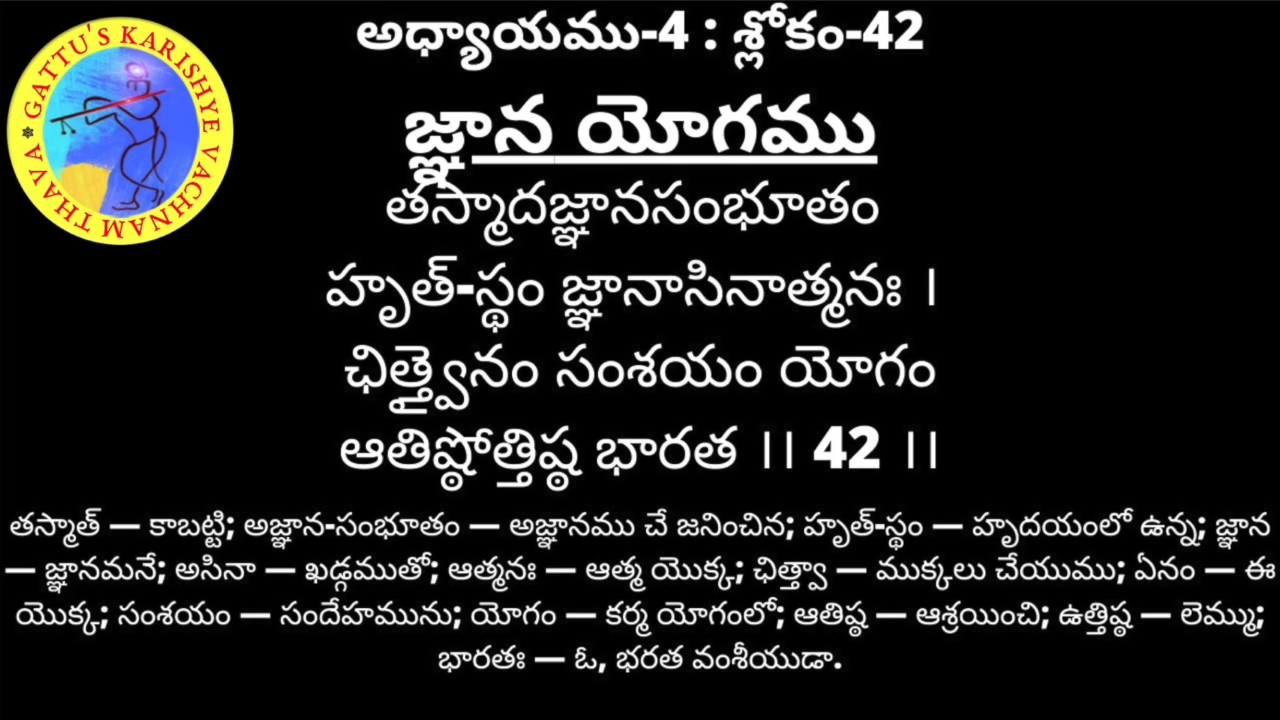 GATTU'S KARISHYE VACHNAM THAVA
అధ్యాయము-4 : శ్లోకం-42
జ్ఞాన యోగము
తస్మాదజ్ఞానసంభూతం
హృత్-స్థం జ్ఞానాసినాత్మనః ।
ఛిత్త్వైనం సంశయం యోగం
ఆతిష్ఠోత్తిష్ఠ భారత ।। 42 ।।
తస్మాత్ — కాబట్టి; అజ్ఞాన-సంభూతం — అజ్ఞానము చే జనించిన; హృత్-స్థం — హృదయంలో ఉన్న; జ్ఞాన
— జ్ఞానమనే; అసినా — ఖడ్గముతో; ఆత్మనః — ఆత్మ యొక్క; ఛిత్త్వా — ముక్కలు చేయుము; ఏనం — ఈ
యొక్క; సంశయం — సందేహమును; యోగం — కర్మ యోగంలో; ఆతిష్ఠ — ఆశ్రయించి; ఉత్తిష్ఠ — లెమ్ము;
భారతః — ఓ, భరత వంశీయుడా.